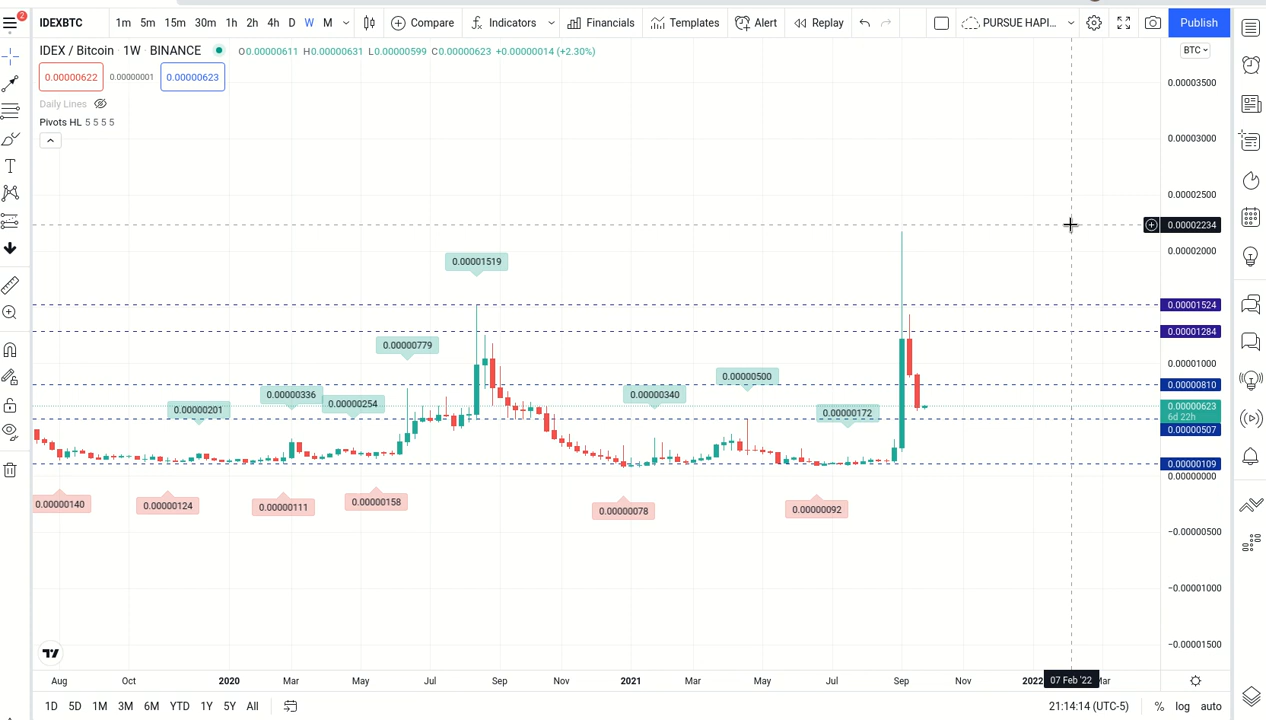 IDEXBTC 1m 5m 15m 30m 1h 2h 4h D W M Compare Indicators Financials Templates Alert Replay PURSUE HAPI... Publish
2
IDEX / Bitcoin · 1W · BINANCE O0.00000611 H0.00000631 L0.00000599 C0.00000623 +0.00000014 (+2.30%)
BTC
0.00000622 0.00000001 0.00000623
Daily Lines
Pivots HL 5 5 5 5
0.00003500
0.00003000
0.00002500
0.00002234
0.00002000
0.00001519
0.00001524
0.00001284
0.00000779
0.00001000
0.00000500
0.00000810
0.00000336 0.00000340
0.00000201 0.00000254 0.00000172
0.00000623
6d 22h
0.00000507
0.00000109
0.00000000
0.00000140 0.00000124 0.00000111 0.00000158 0.00000078 0.00000092
−0.00000500
−0.00001000
−0.00001500
Aug Oct 2020 Mar May Jul Sep Nov 2021 Mar May Jul Sep Nov 2022 07 Feb '22 Mar
1D 5D 1M 3M 6M YTD 1Y 5Y All 21:14:14 (UTC-5) % log auto